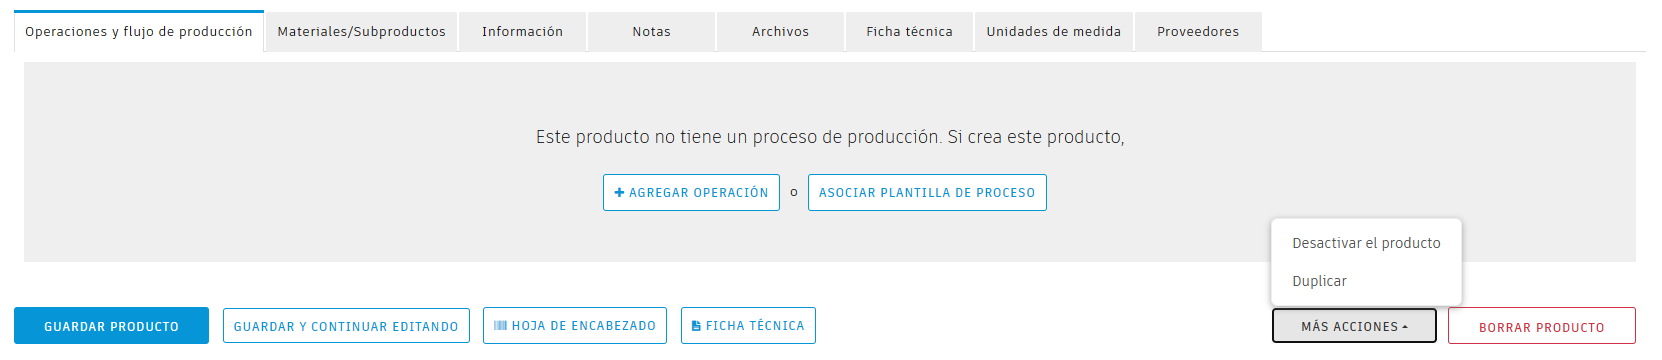 Operaciones y flujo de producción
Materiales/Subproductos
Información
Notas
Archivos
Ficha técnica
Unidades de medida
Proveedores
Este producto no tiene un proceso de producción. Si crea este producto,
AGREGAR OPERACIÓN o ASOCIAR PLANTILLA DE PROCESO
Desactivar el producto
Duplicar
GUARDAR PRODUCTO
GUARDAR Y CONTINUAR EDITANDO
HOJA DE ENCABEZADO
FICHA TÉCNICA
MÁS ACCIONES
BORRAR PRODUCTO